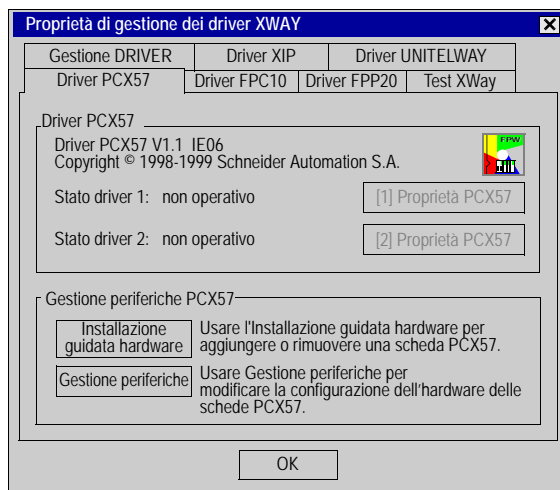 Proprietà di gestione dei driver XWAY
Gestione DRIVER
Driver XIP
Driver UNITELWAY
Driver PCX57
Driver FPC10
Driver FPP20
Test XWay
Driver PCX57
Driver PCX57 V1.1 IE06
FPW
Copyright © 1998-1999 Schneider Automation S.A.
Stato driver 1: non operativo
[1] Proprietà PCX57
Stato driver 2: non operativo
[2] Proprietà PCX57
Gestione periferiche PCX57
Installazione
guidata hardware
Usare l'Installazione guidata hardware per
aggiungere o rimuovere una scheda PCX57.
Gestione periferiche
Usare Gestione periferiche per
modificare la configurazione dell'hardware delle
schede PCX57.
OK